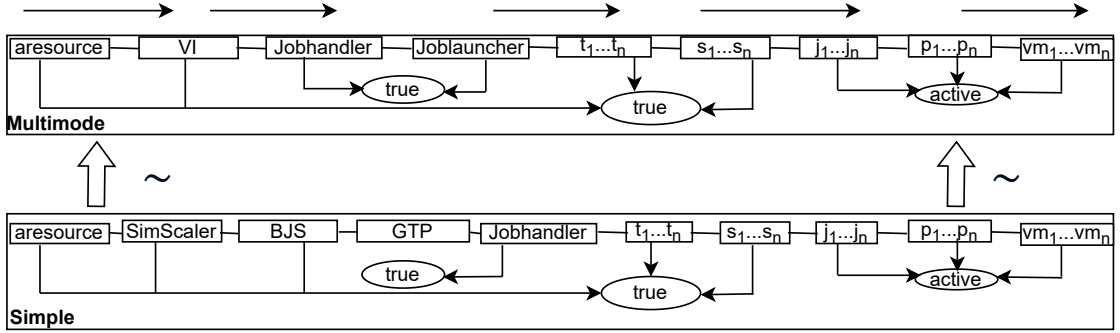 aresource VI Jobhandler Joblauncher t1...tn s1...sn j1...jn p1...pn vm1...vmn
true active
true
Multimode
~ ~
aresource SimScaler BJS GTP Jobhandler t1...tn s1...sn j1...jn p1...pn vm1...vmn
true active
true
Simple